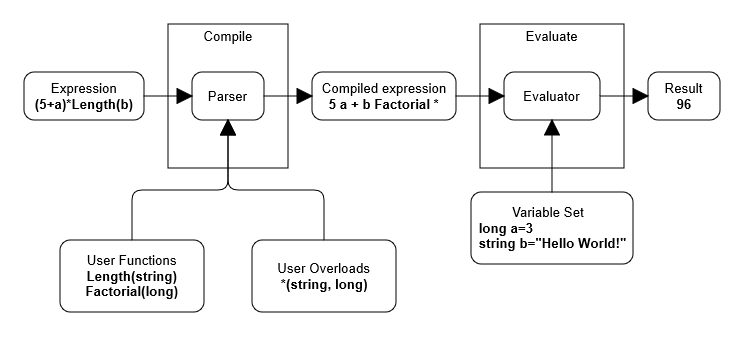 Compile
Evaluate
Expression
(5+a)*Length(b)
Parser
Compiled expression
5 a + b Factorial *
Evaluator
Result
96
User Functions
Length(string)
Factorial(long)
User Overloads
*(string, long)
Variable Set
long a=3
string b="Hello World!"